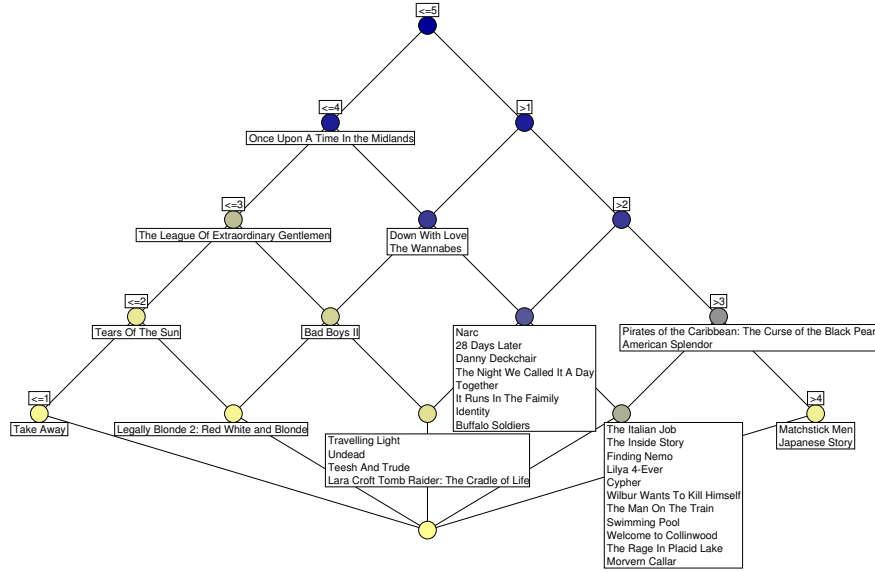 <=5
<=4
>1
Once Upon A Time In the Midlands
<=3
>2
The League Of Extraordinary Gentlemen
Down With Love
The Wannabes
<=2
>3
Tears Of The Sun
Bad Boys II
Narc
28 Days Later
Danny Deckchair
The Night We Called It A Day
Together
It Runs In The Faimily
Identity
Buffalo Soldiers
Pirates of the Caribbean: The Curse of the Black Pear
American Splendor
<=1
>4
Take Away
Legally Blonde 2: Red White and Blonde
Travelling Light
Undead
Teesh And Trude
Lara Croft Tomb Raider: The Cradle of Life
The Italian Job
The Inside Story
Finding Nemo
Lilya 4-Ever
Cypher
Wilbur Wants To Kill Himself
The Man On The Train
Swimming Pool
Welcome to Collinwood
The Rage In Placid Lake
Morvern Callar
Matchstick Men
Japanese Story